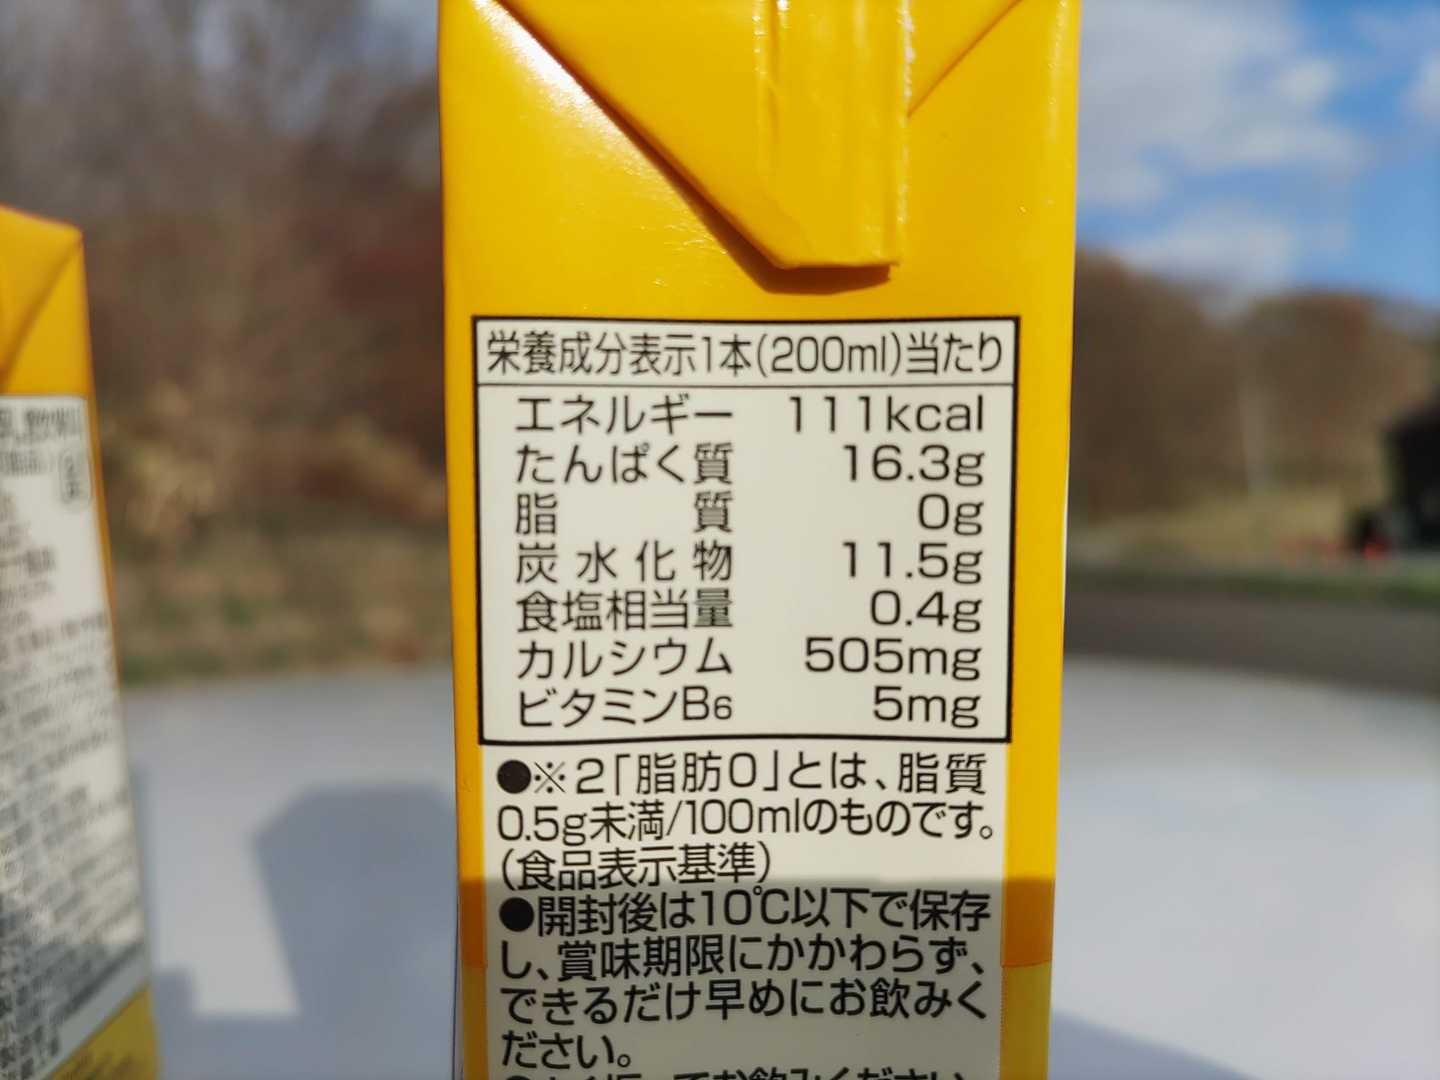 栄養成分表示1本(200ml)当たり
エネルギー 111kcal
たんぱく質 16.3g
脂質 0g
炭水化物 11.5g
食塩相当量 0.4g
カルシウム 505mg
ビタミンB6 5mg
●※2「脂肪0」とは、脂質
0.5g未満/100mlのものです。
(食品表示基準)
●開封後は10℃以下で保存
し、賞味期限にかかわらず、
できるだけ早めにお飲みく
ださい。